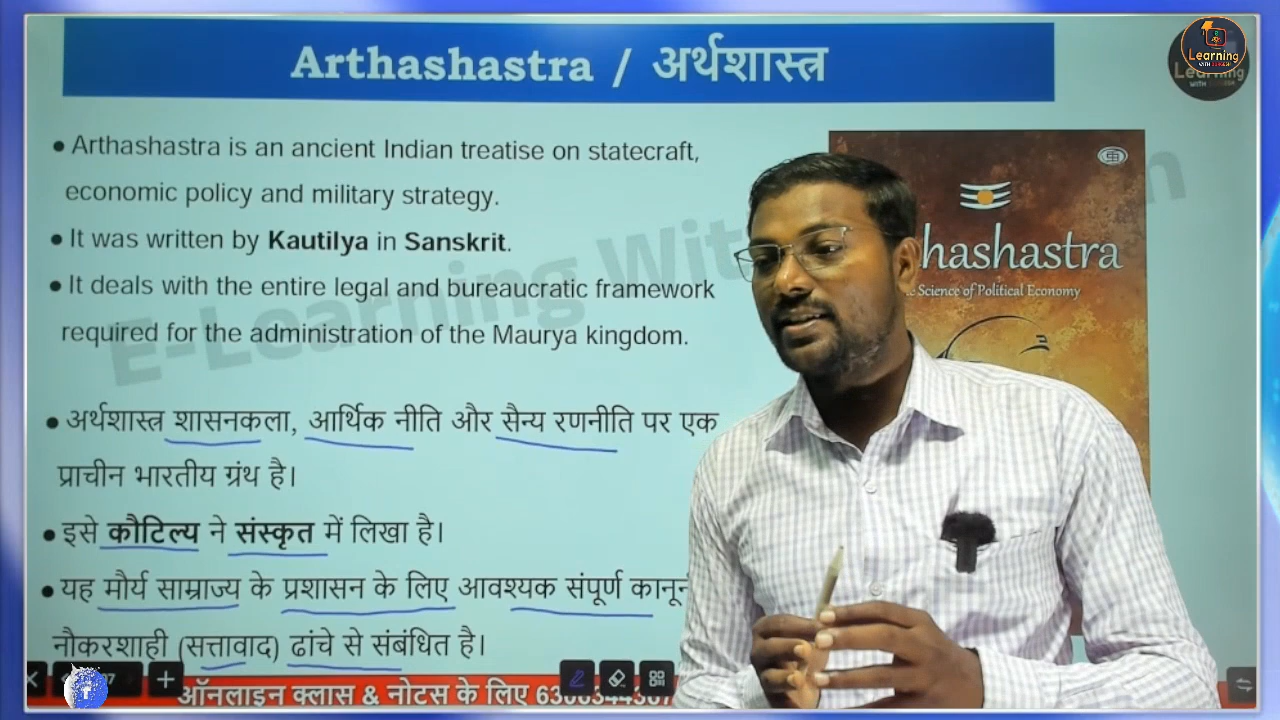 Arthashastra / अर्थशास्त्र
Learning
WITH
• Arthashastra is an ancient Indian treatise on statecraft,
economic policy and military strategy.
• It was written by Kautilya in Sanskrit.
• It deals with the entire legal and bureaucratic framework
required for the administration of the Maurya kingdom.
hashastra
Science of Political Economy
E-Learning Wit
• अर्थशास्त्र शासनकला, आर्थिक नीति और सैन्य रणनीति पर एक
प्राचीन भारतीय ग्रंथ है।
• इसे कौटिल्य ने संस्कृत में लिखा है।
• यह मौर्य साम्राज्य के प्रशासन के लिए आवश्यक संपूर्ण कानून
नौकरशाही (सत्तावाद) ढांचे से संबंधित है।
ऑनलाइन क्लास & नोटस के लिए